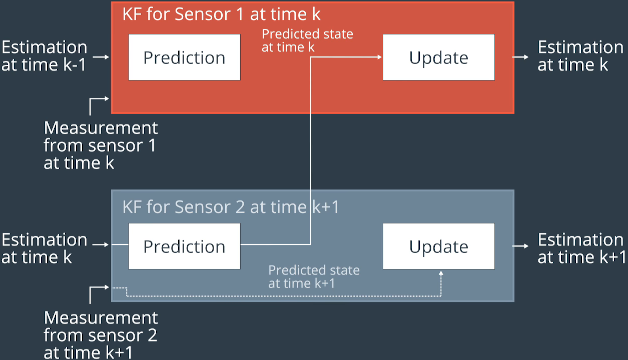 KF for Sensor 1 at time k
Predicted state
at time k
Estimation
at time k-1
Prediction
Update
Estimation
at time k
Measurement
from sensor 1
at time k
KF for Sensor 2 at time k+1
Estimation
at time k
Prediction
Update
Estimation
at time k+1
Predicted state
at time k+1
Measurement
from sensor 2
at time k+1